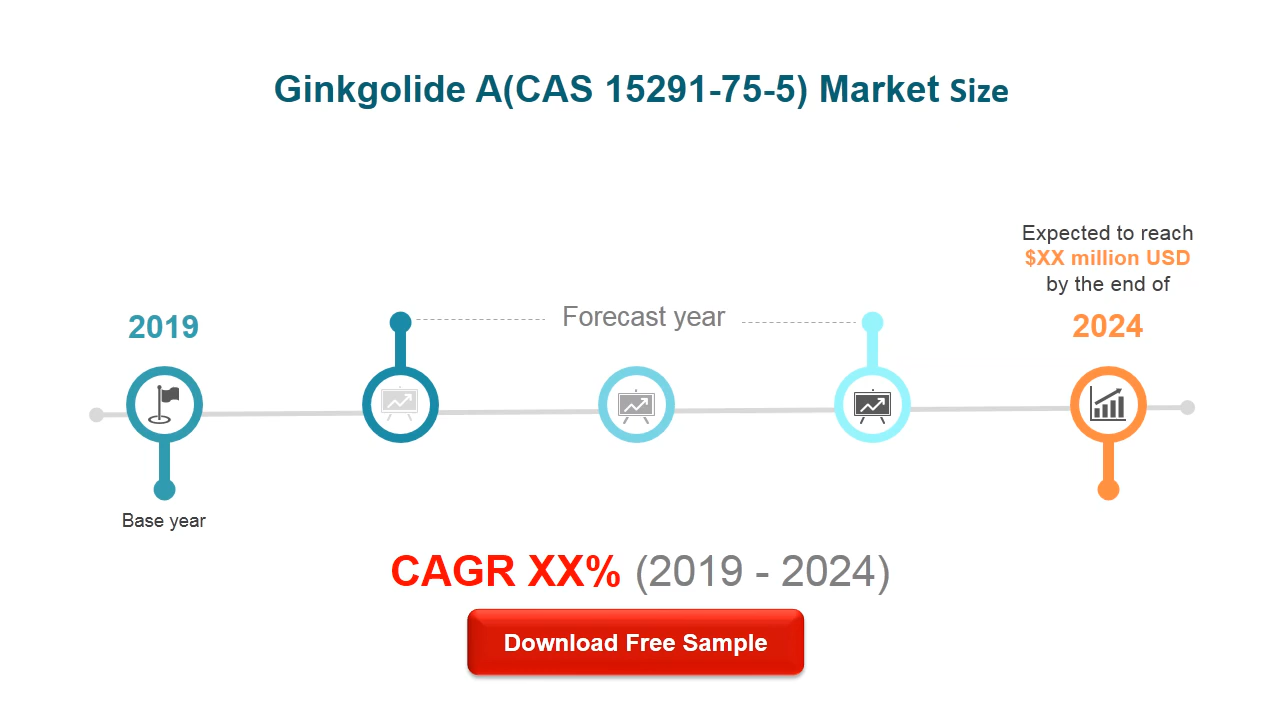 Ginkgolide A(CAS 15291-75-5) Market Size
Expected to reach
$XX million USD
by the end of
2024
2019
Forecast year
Base year
CAGR XX% (2019 - 2024)
Download Free Sample